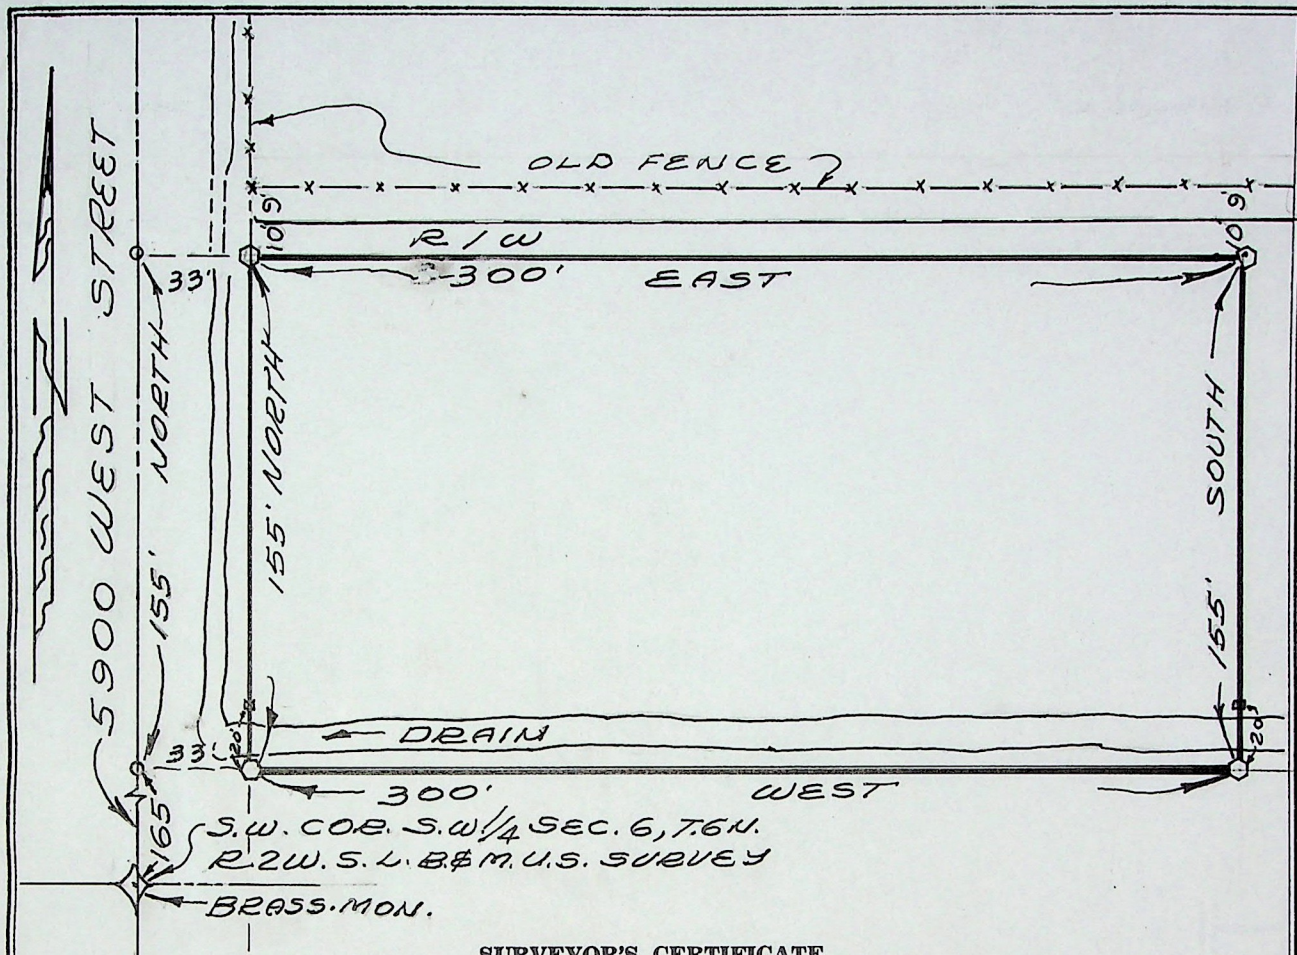 OLD FENCE
10' 9'
10' 9'
R/W
33'
300'
EAST
5900 WEST STREET
155' NORTH
155' NORTH
155' SOUTH
DRAIN
33'
20'
20'
300'
WEST
165'
S.W. COR. S.W 1/4 SEC. 6, T.6N.
R.2W. S. L. B.&M. U.S. SURVEY
BRASS. MON.
SURVEYOR'S CERTIFICATE